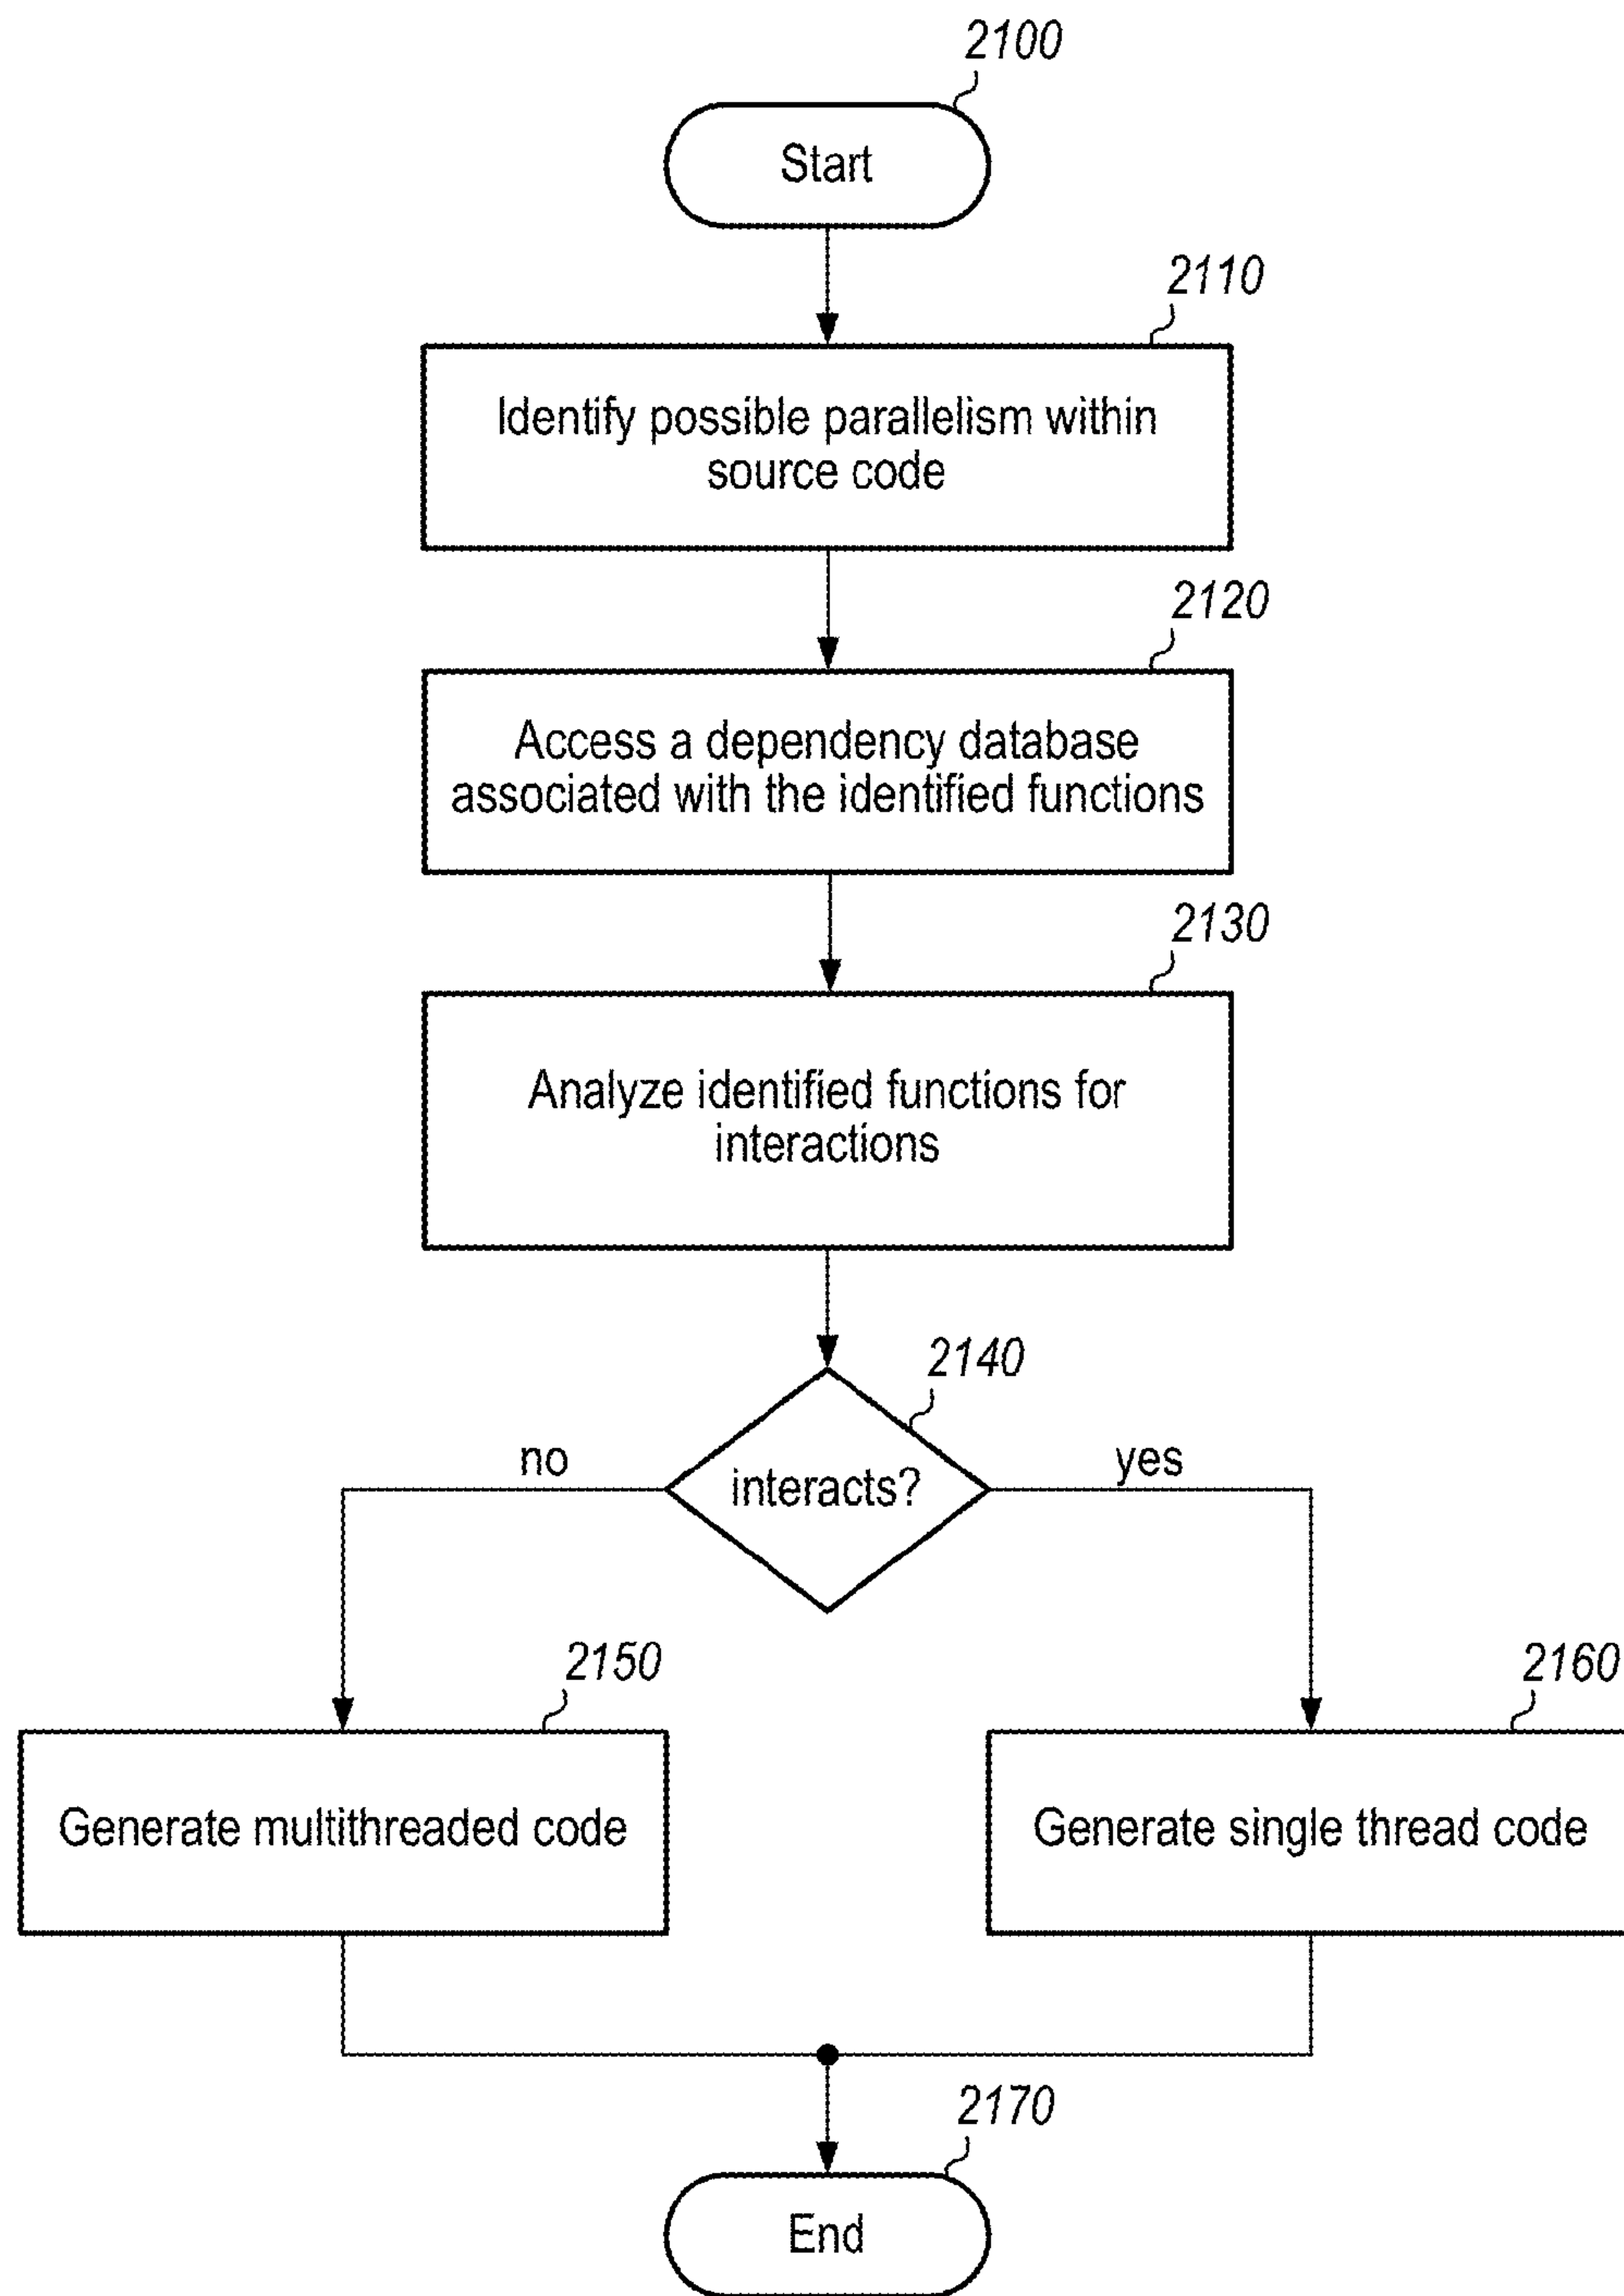 2100
Start
2110
Identify possible parallelism within
source code
2120
Access a dependency database
associated with the identified functions
2130
Analyze identified functions for
interactions
2140
no
interacts?
yes
2150
2160
Generate multithreaded code
Generate single thread code
2170
End